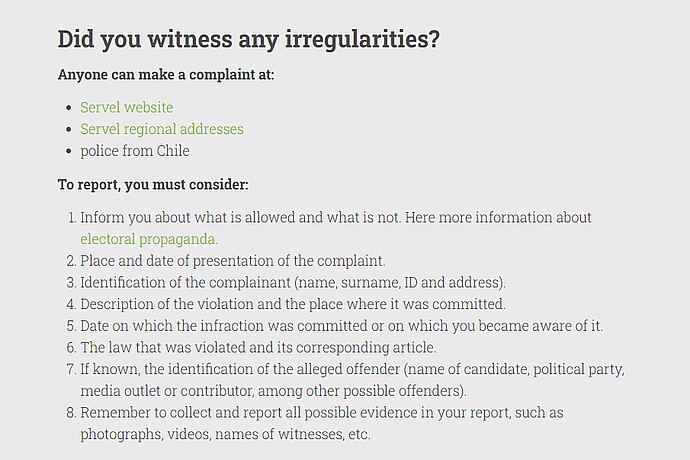 Did you witness any irregularities?
Anyone can make a complaint at:
• Servel website
• Servel regional addresses
• police from Chile
To report, you must consider:
1. Inform you about what is allowed and what is not. Here more information about
electoral propaganda.
2. Place and date of presentation of the complaint.
3. Identification of the complainant (name, surname, ID and address).
4. Description of the violation and the place where it was committed.
5. Date on which the infraction was committed or on which you became aware of it.
6. The law that was violated and its corresponding article.
7. If known, the identification of the alleged offender (name of candidate, political party,
media outlet or contributor, among other possible offenders).
8. Remember to collect and report all possible evidence in your report, such as
photographs, videos, names of witnesses, etc.